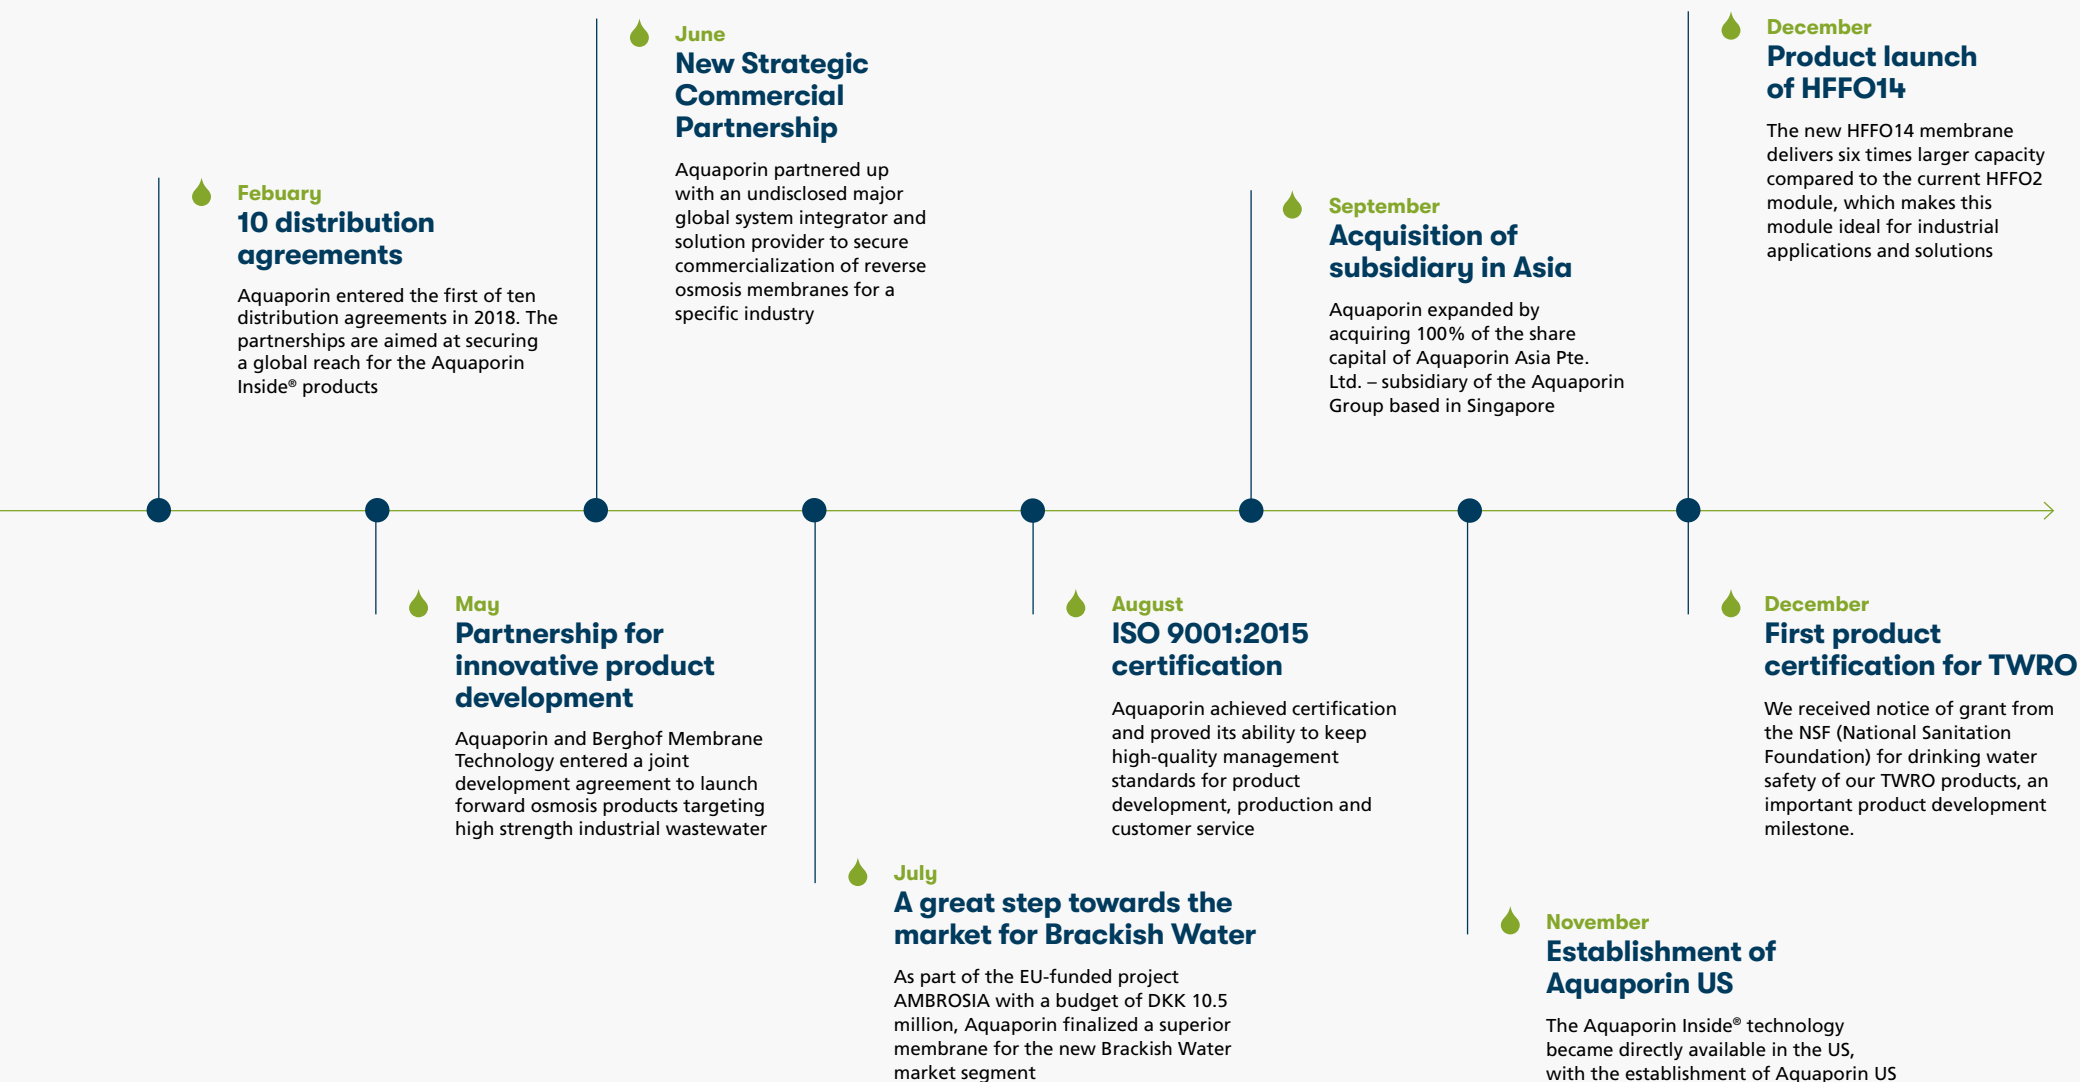 Febuary
10 distribution
agreements
Aquaporin entered the first of ten
distribution agreements in 2018. The
partnerships are aimed at securing
a global reach for the Aquaporin
Inside® products
May
Partnership for
innovative product
development
Aquaporin and Berghof Membrane
Technology entered a joint
development agreement to launch
forward osmosis products targeting
high strength industrial wastewater
June
New Strategic
Commercial
Partnership
Aquaporin partnered up
with an undisclosed major
global system integrator and
solution provider to secure
commercialization of reverse
osmosis membranes for a
specific industry
July
A great step towards the
market for Brackish Water
As part of the EU-funded project
AMBROSIA with a budget of DKK 10.5
million, Aquaporin finalized a superior
membrane for the new Brackish Water
market segment
August
ISO 9001:2015
certification
Aquaporin achieved certification
and proved its ability to keep
high-quality management
standards for product
development, production and
customer service
September
Acquisition of
subsidiary in Asia
Aquaporin expanded by
acquiring 100% of the share
capital of Aquaporin Asia Pte.
Ltd. – subsidiary of the Aquaporin
Group based in Singapore
November
Establishment of
Aquaporin US
The Aquaporin Inside® technology
became directly available in the US,
with the establishment of Aquaporin US
December
Product launch
of HFFO14
The new HFFO14 membrane
delivers six times larger capacity
compared to the current HFFO2
module, which makes this
module ideal for industrial
applications and solutions
December
First product
certification for TWRO
We received notice of grant from
the NSF (National Sanitation
Foundation) for drinking water
safety of our TWRO products, an
important product development
milestone.